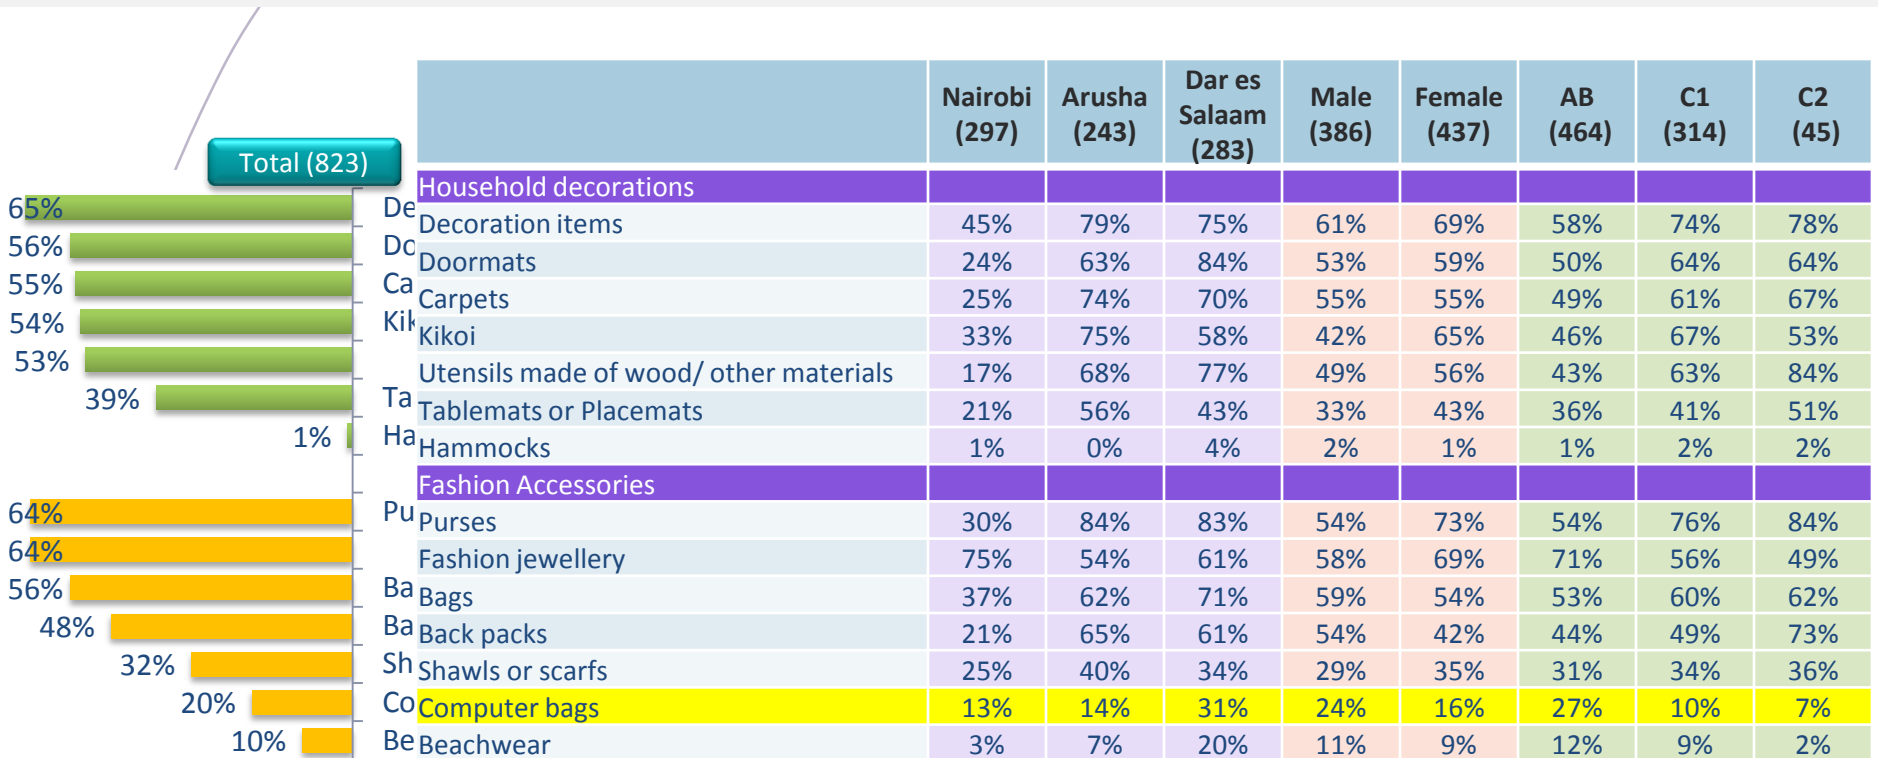 Nairobi (297) Arusha (243) Dar es Salaam (283) Male (386) Female (437) AB (464) C1 (314) C2 (45)
Total (823)
Household decorations
65% De Decoration items 45% 79% 75% 61% 69% 58% 74% 78%
56% Do Doormats 24% 63% 84% 53% 59% 50% 64% 64%
55% Ca Carpets 25% 74% 70% 55% 55% 49% 61% 67%
54% Kik Kikoi 33% 75% 58% 42% 65% 46% 67% 53%
53% Utensils made of wood/ other materials 17% 68% 77% 49% 56% 43% 63% 84%
39% Ta Tablemats or Placemats 21% 56% 43% 33% 43% 36% 41% 51%
1% Ha Hammocks 1% 0% 4% 2% 1% 1% 2% 2%
Fashion Accessories
64% Pu Purses 30% 84% 83% 54% 73% 54% 76% 84%
64% Fashion jewellery 75% 54% 61% 58% 69% 71% 56% 49%
56% Ba Bags 37% 62% 71% 59% 54% 53% 60% 62%
48% Ba Back packs 21% 65% 61% 54% 42% 44% 49% 73%
32% Sh Shawls or scarfs 25% 40% 34% 29% 35% 31% 34% 36%
20% Co Computer bags 13% 14% 31% 24% 16% 27% 10% 7%
10% Be Beachwear 3% 7% 20% 11% 9% 12% 9% 2%